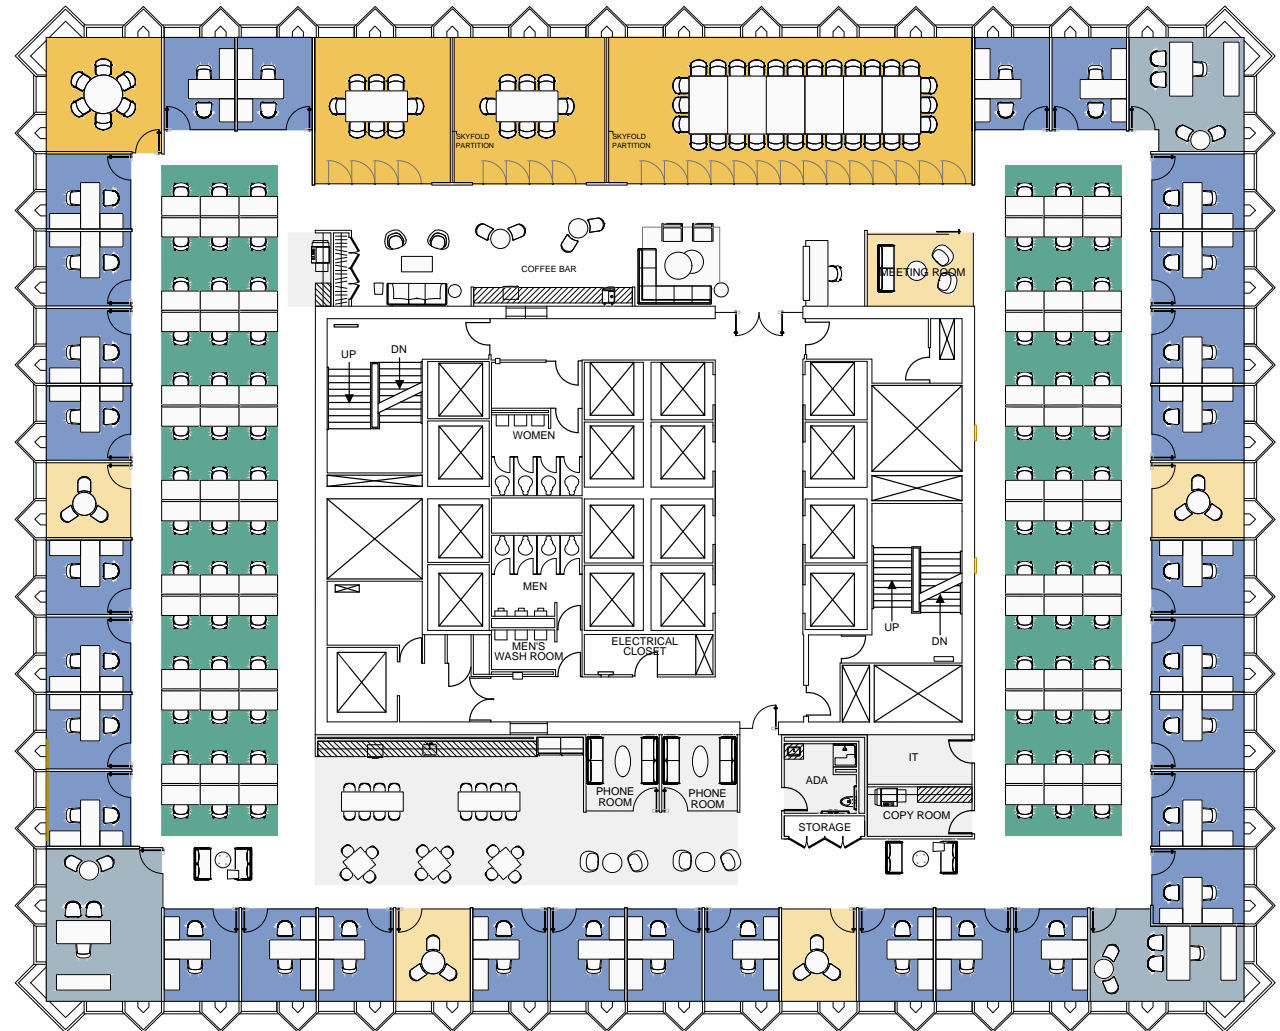 SKYFOLD
PARTITION
SKYFOLD
PARTITION
COFFEE BAR
MEETING ROOM
UP
DN
WOMEN
MEN
MEN'S
WASH ROOM
ELECTRICAL
CLOSET
UP
DN
PHONE
ROOM
PHONE
ROOM
ADA
IT
COPY ROOM
STORAGE